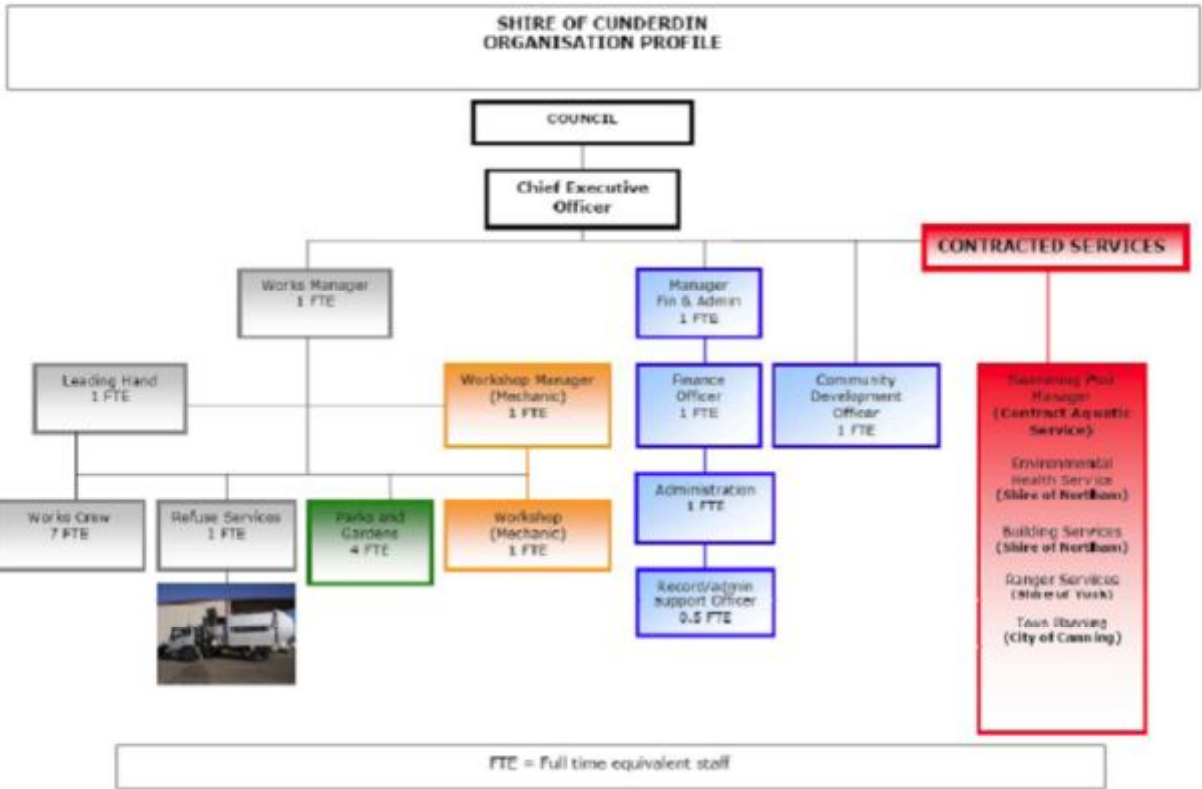 SHIRE OF CUNDERDIN
ORGANISATION PROFILE
COUNCIL
Chief Executive
Officer
CONTRACTED SERVICES
Works Manager
1 FTE
Manager
Fin & Admin
1 FTE
Leading Hand
1 FTE
Workshop Manager
(Mechanic)
1 FTE
Finance
Officer
1 FTE
Community
Development
Officer
1 FTE
Swimming Pool
Manager
(Contract Aquatic
Service)
Environmental
Health Service
(Shire of Northam)
Building Services
(Shire of Northam)
Ranger Services
(Shire of York)
Town Planning
(City of Canning)
Works Crew
7 FTE
Refuse Services
1 FTE
Parks and
Gardens
4 FTE
Workshop
(Mechanic)
1 FTE
Administration
1 FTE
Record/admin
support Officer
0.5 FTE
FTE = Full time equivalent staff